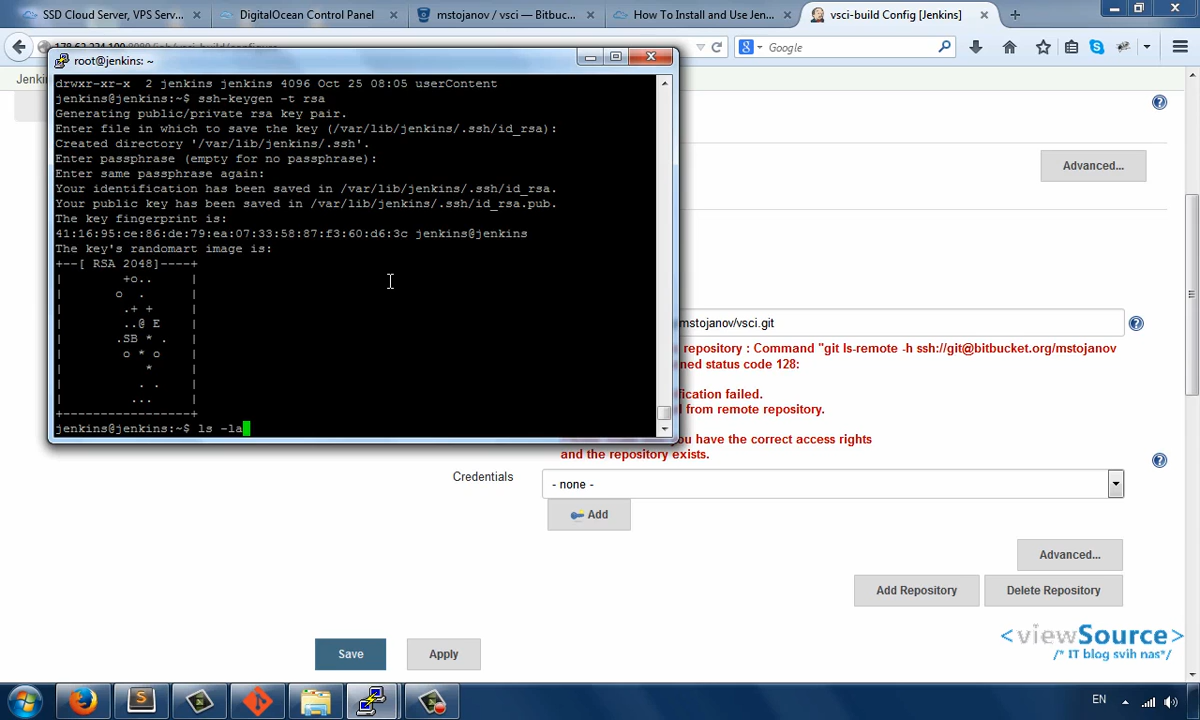 SSD Cloud Server, VPS Serv...
DigitalOcean Control Panel
mstojanov / vsci — Bitbuc...
How To Install and Use Jen...
vsci-build Config [Jenkins]
Google
Jenki
root@jenkins: ~
drwxr-xr-x  2 jenkins jenkins 4096 Oct 25 08:05 userContent
jenkins@jenkins:~$ ssh-keygen -t rsa
Generating public/private rsa key pair.
Enter file in which to save the key (/var/lib/jenkins/.ssh/id_rsa):
Created directory '/var/lib/jenkins/.ssh'.
Enter passphrase (empty for no passphrase):
Enter same passphrase again:
Your identification has been saved in /var/lib/jenkins/.ssh/id_rsa.
Your public key has been saved in /var/lib/jenkins/.ssh/id_rsa.pub.
The key fingerprint is:
41:16:95:ce:86:de:79:ea:07:33:58:87:f3:60:d6:3c jenkins@jenkins
The key's randomart image is:
+--[ RSA 2048]----+
|        +o..     |
|       o  .      |
|        .+ +     |
|        ..@ E    |
|       .SB * .   |
|        o * o    |
|           *     |
|          . .    |
|         ...     |
+-----------------+
jenkins@jenkins:~$ ls -la
Advanced...
mstojanov/vsci.git
repository : Command "git ls-remote -h ssh://git@bitbucket.org/mstojanov
ned status code 128:
ication failed.
from remote repository.
ou have the correct access rights
and the repository exists.
Credentials
- none -
Add
Advanced...
Add Repository
Delete Repository
Save
Apply
<viewSource>
/* IT blog svih nas*/
EN